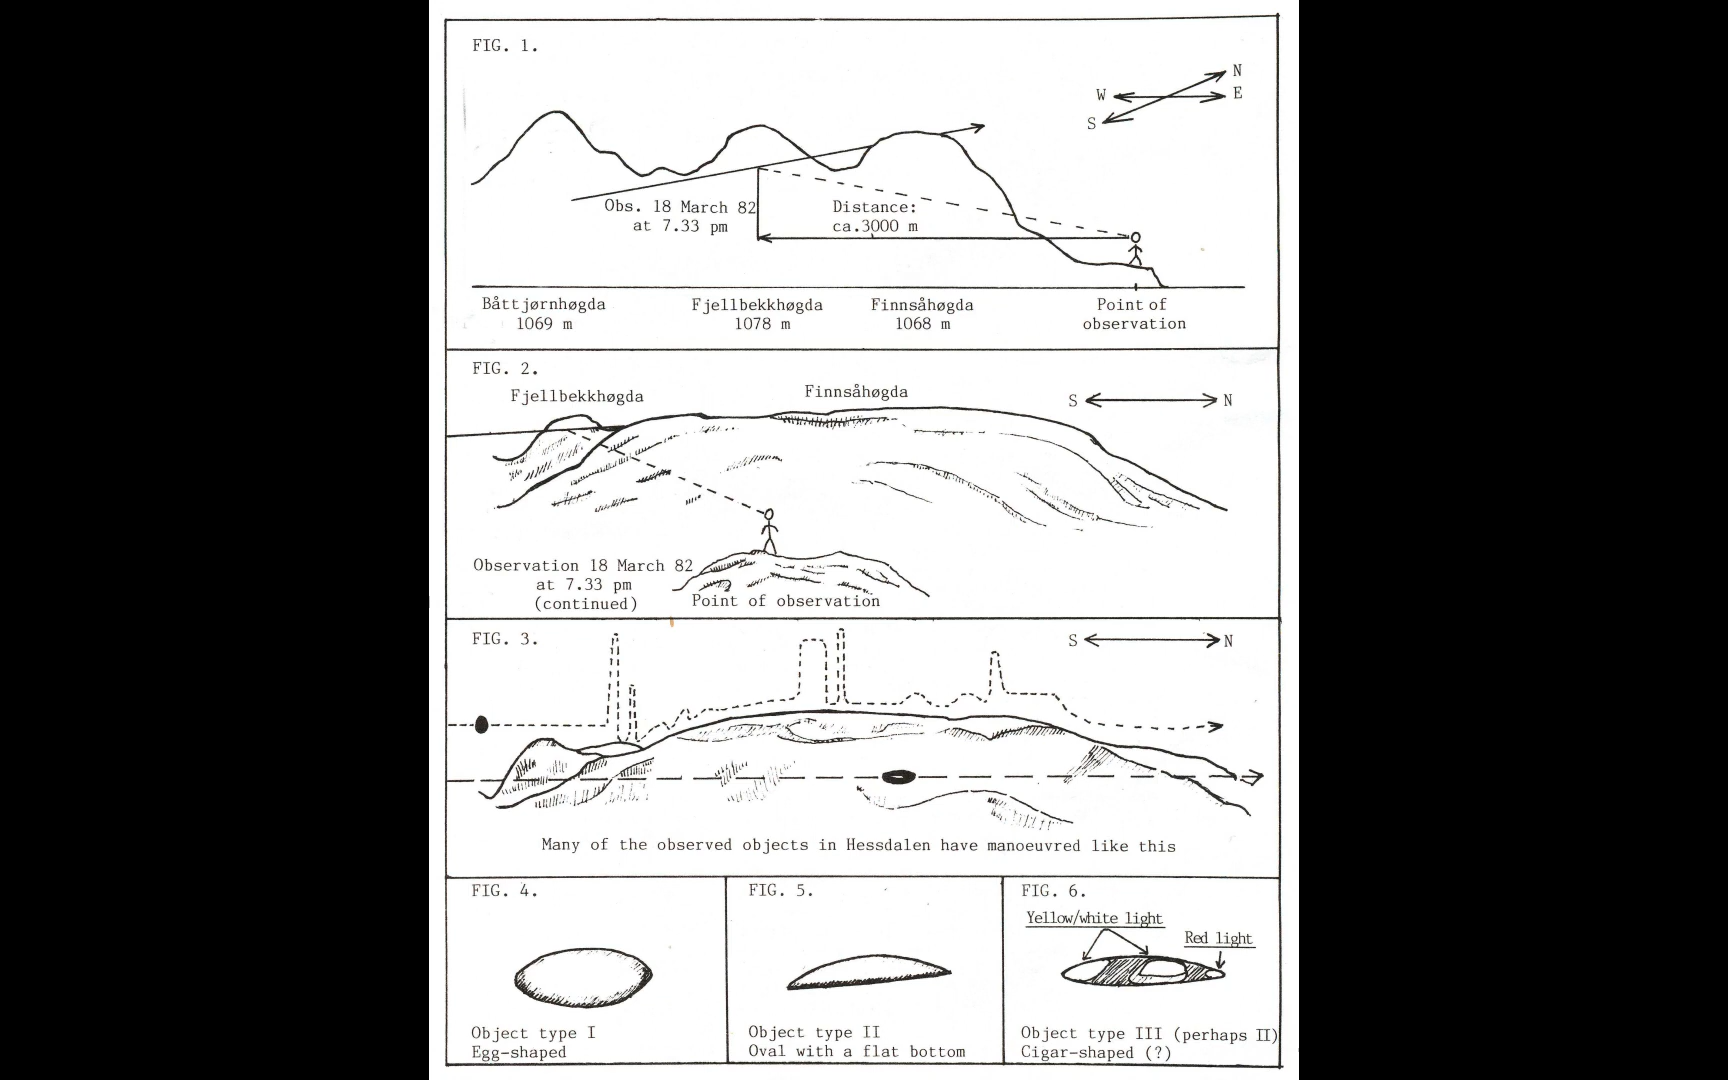 FIG. 1.
N
W E
S
Obs. 18 March 82
at 7.33 pm
Distance:
ca.3000 m
Båttjørnhøgda
1069 m
Fjellbekkhøgda
1078 m
Finnsåhøgda
1068 m
Point of
observation
FIG. 2.
Fjellbekkhøgda
Finnsåhøgda
S N
Observation 18 March 82
at 7.33 pm
(continued)
Point of observation
FIG. 3.
S N
Many of the observed objects in Hessdalen have manoeuvred like this
FIG. 4.
Object type I
Egg-shaped
FIG. 5.
Object type II
Oval with a flat bottom
FIG. 6.
Yellow/white light
Red light
Object type III (perhaps II)
Cigar-shaped (?)